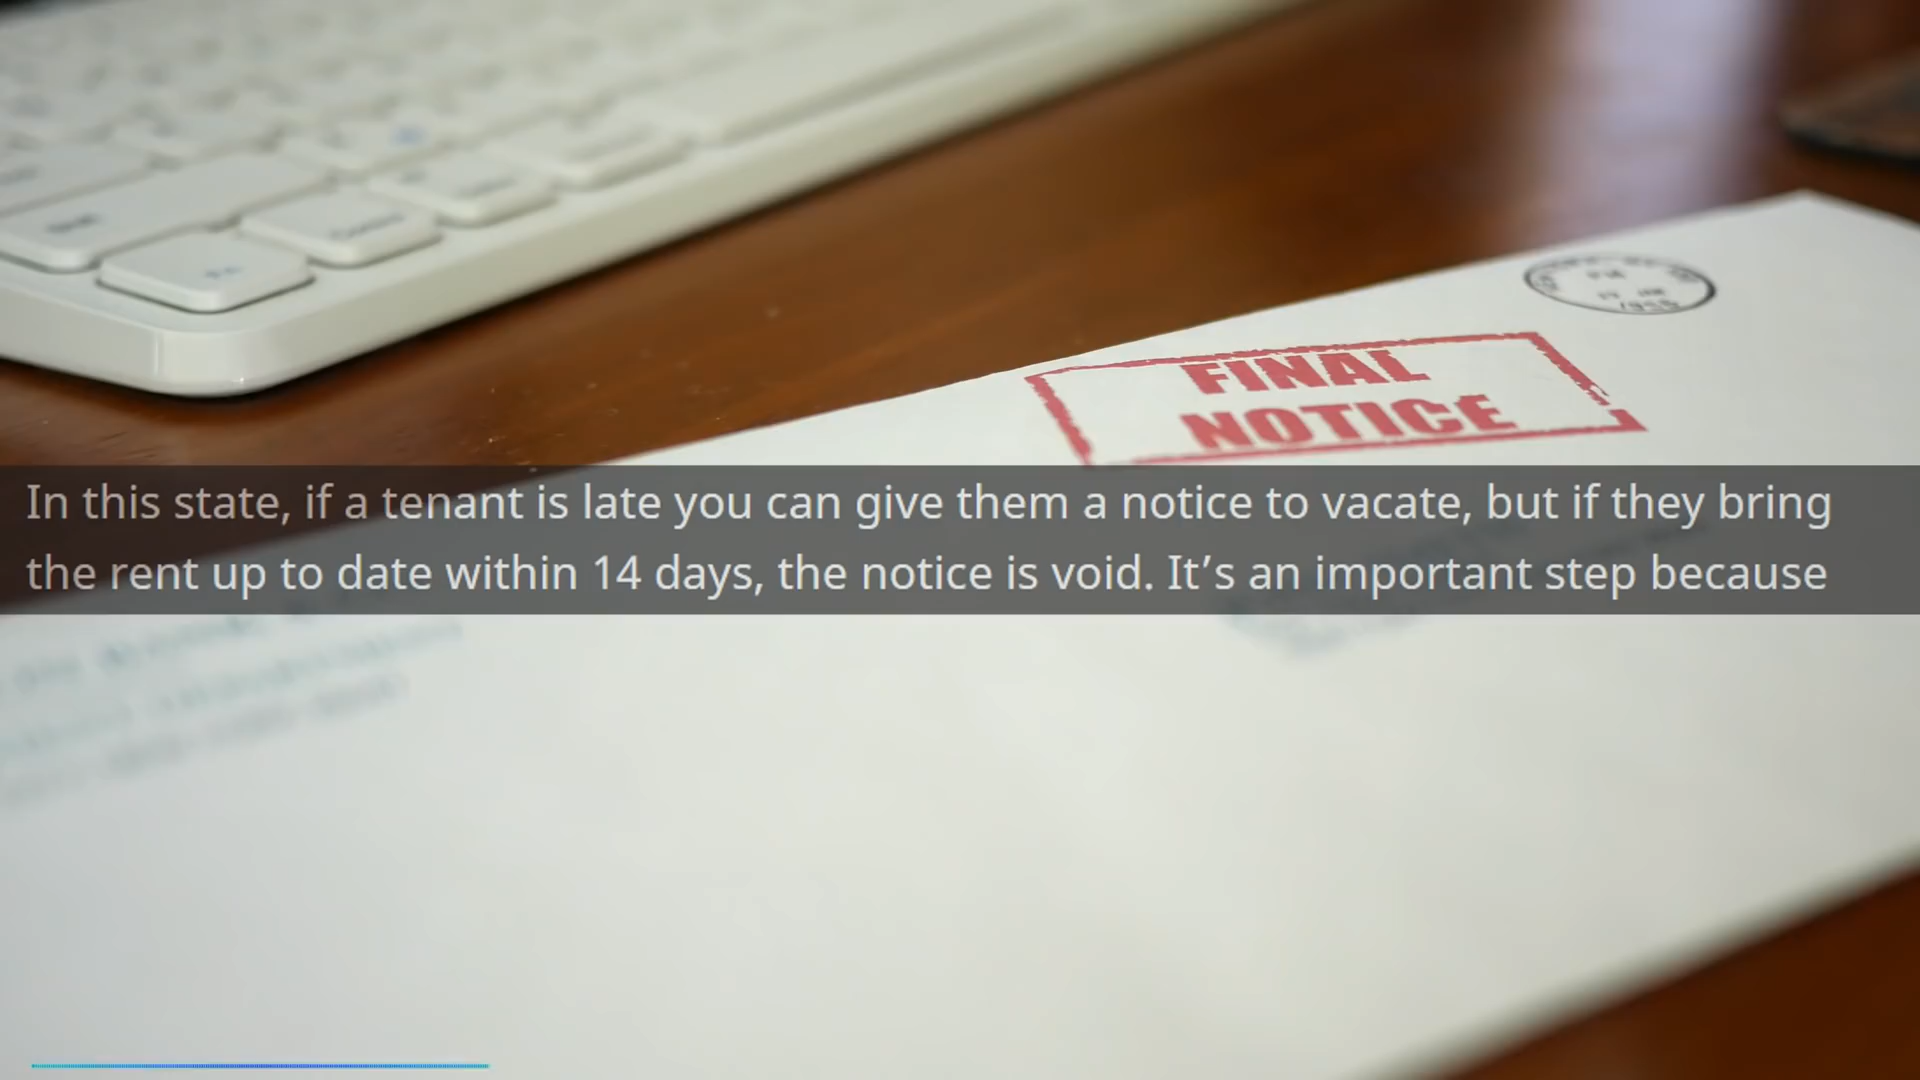 FINAL
NOTICE
In this state, if a tenant is late you can give them a notice to vacate, but if they bring
the rent up to date within 14 days, the notice is void. It’s an important step because